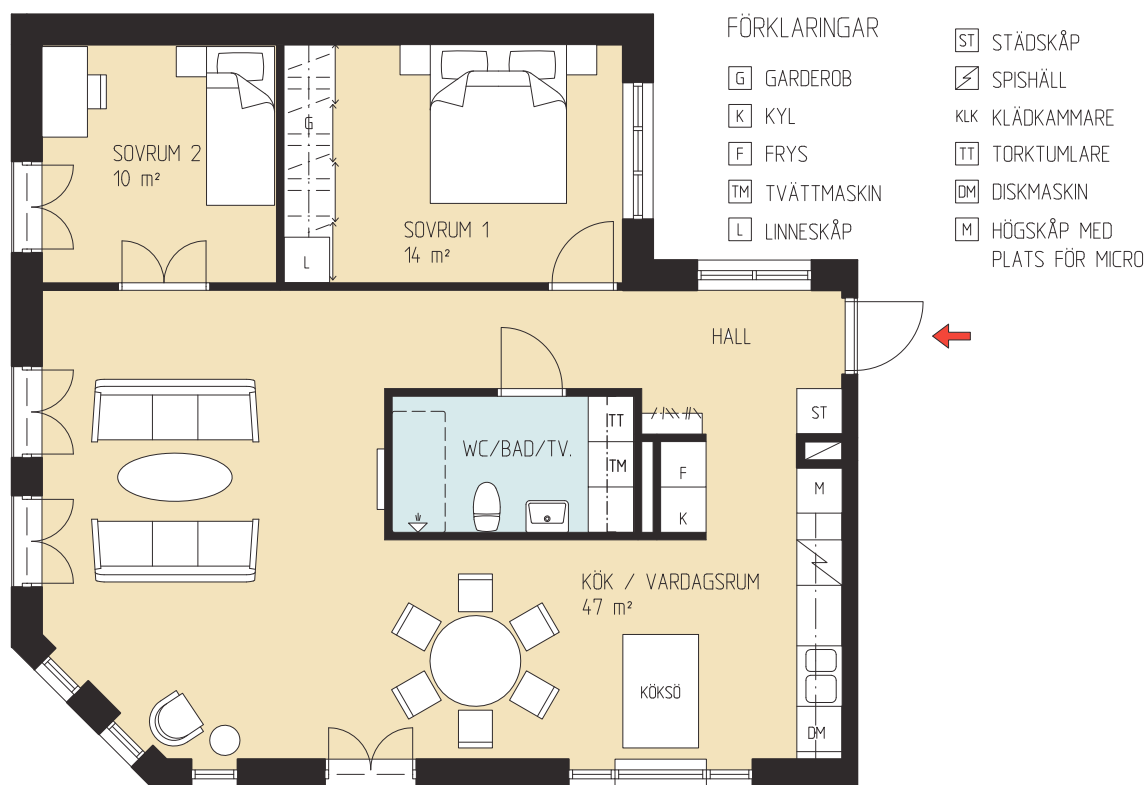 FÖRKLARINGAR
G GARDEROB
K KYL
F FRYS
TM TVÄTTMASKIN
L LINNESKÅP
ST STÄDSKÅP
SPISHÄLL
KLK KLÄDKAMMARE
TT TORKTUMLARE
DM DISKMASKIN
M HÖGSKÅP MED
PLATS FÖR MICRO
SOVRUM 2
10 m²
G
L
SOVRUM 1
14 m²
HALL
ST
WC/BAD/TV.
TT
TM
F
K
M
KÖK / VARDAGSRUM
47 m²
KÖKSÖ
DM